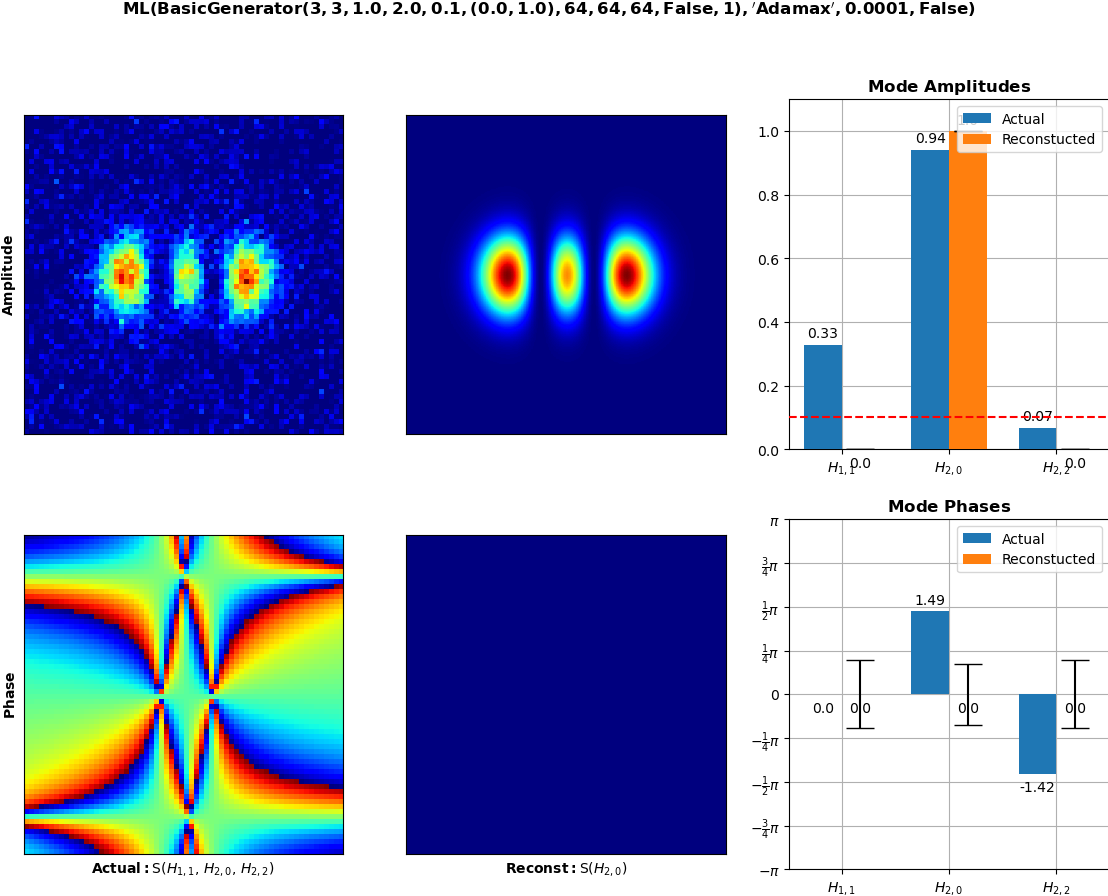 ML(BasicGenerator(3, 3, 1.0, 2.0, 0.1, (0.0, 1.0), 64, 64, 64, False, 1), 'Adamax', 0.0001, False)
Amplitude
Mode Amplitudes
Actual
Reconstucted
1.0
0.8
0.6
0.4
0.2
0.0
0.33
0.94
0.07
0.0
0.0
H1,1
H2,0
H2,2
Phase
Actual: S(H1,1, H2,0, H2,2)
Reconst: S(H2,0)
Mode Phases
Actual
Reconstucted
π
3/4π
1/2π
1/4π
0
−1/4π
−1/2π
−3/4π
−π
0.0
0.0
1.49
0.0
-1.42
0.0
H1,1
H2,0
H2,2